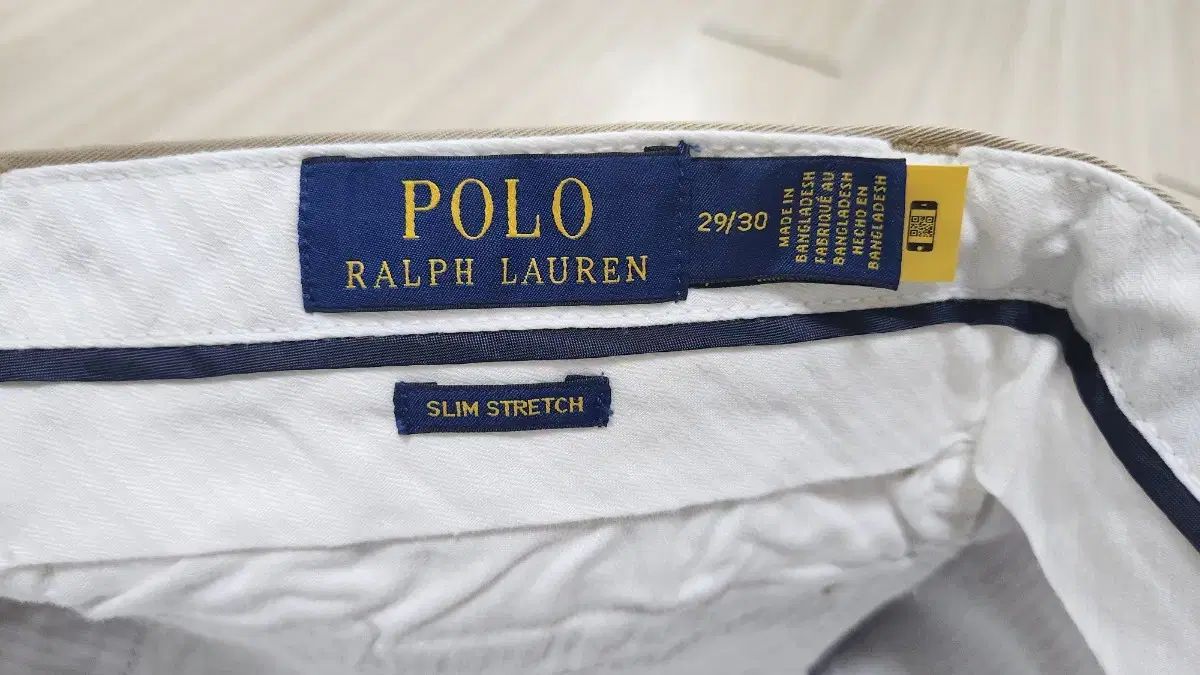 POLO
RALPH LAUREN
29/30
MADE IN
BANGLADESH
FABRIQUÉ AU
BANGLADESH
HECHO EN
BANGLADESH
SLIM STRETCH